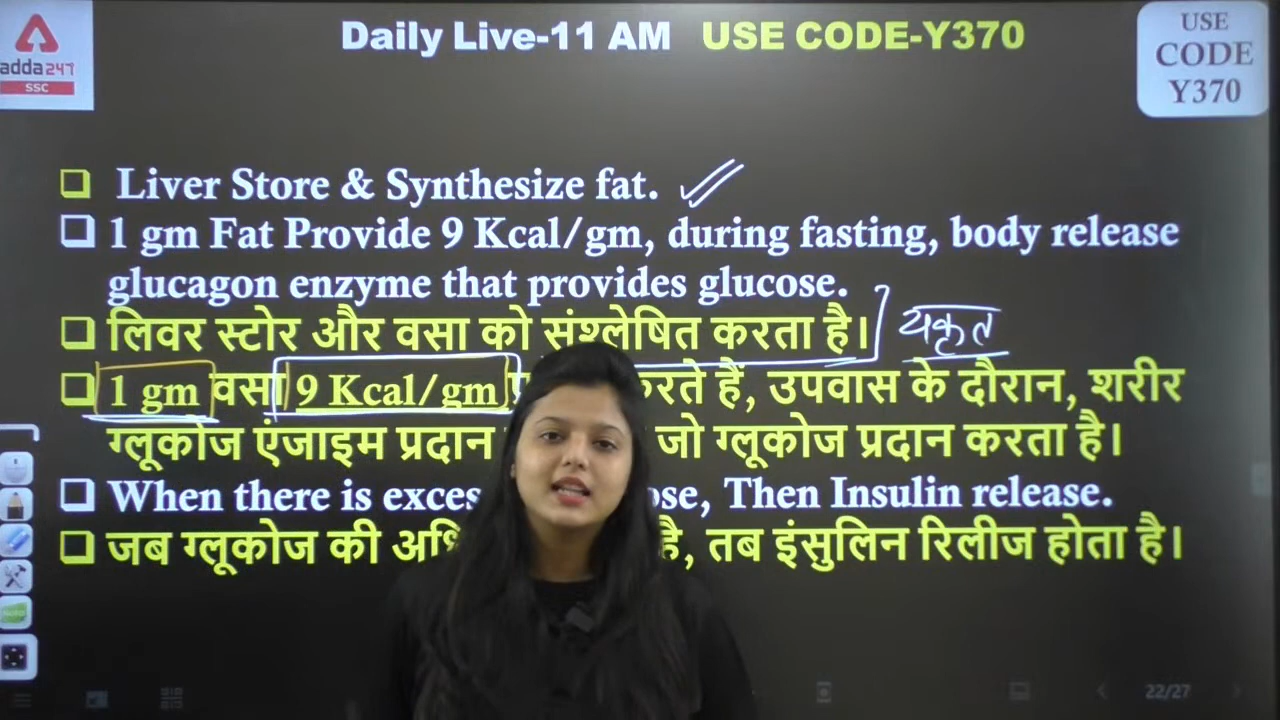 adda247
SSC
Daily Live-11 AM USE CODE-Y370
USE
CODE
Y370
Liver Store & Synthesize fat.
1 gm Fat Provide 9 Kcal/gm, during fasting, body release
glucagon enzyme that provides glucose.
लिवर स्टोर और वसा को संश्लेषित करता है। यकृत
1 gm वसा 9 Kcal/gm करते हैं, उपवास के दौरान, शरीर
ग्लूकोज एंजाइम प्रदान जो ग्लूकोज प्रदान करता है।
When there is Then Insulin release.
जब ग्लूकोज की है, तब इंसुलिन रिलीज होता है।
22/27